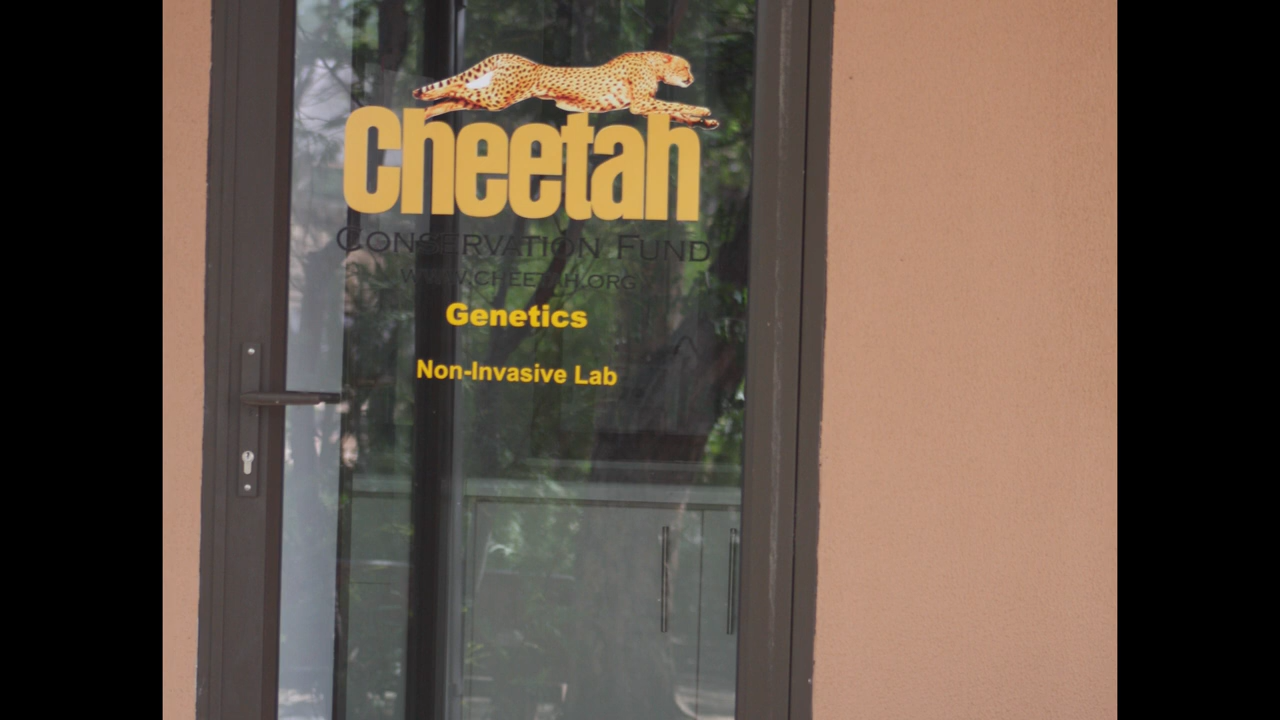 Cheetah
CONSERVATION FUND
WWW.CHEETAH.ORG
Genetics
Non-Invasive Lab